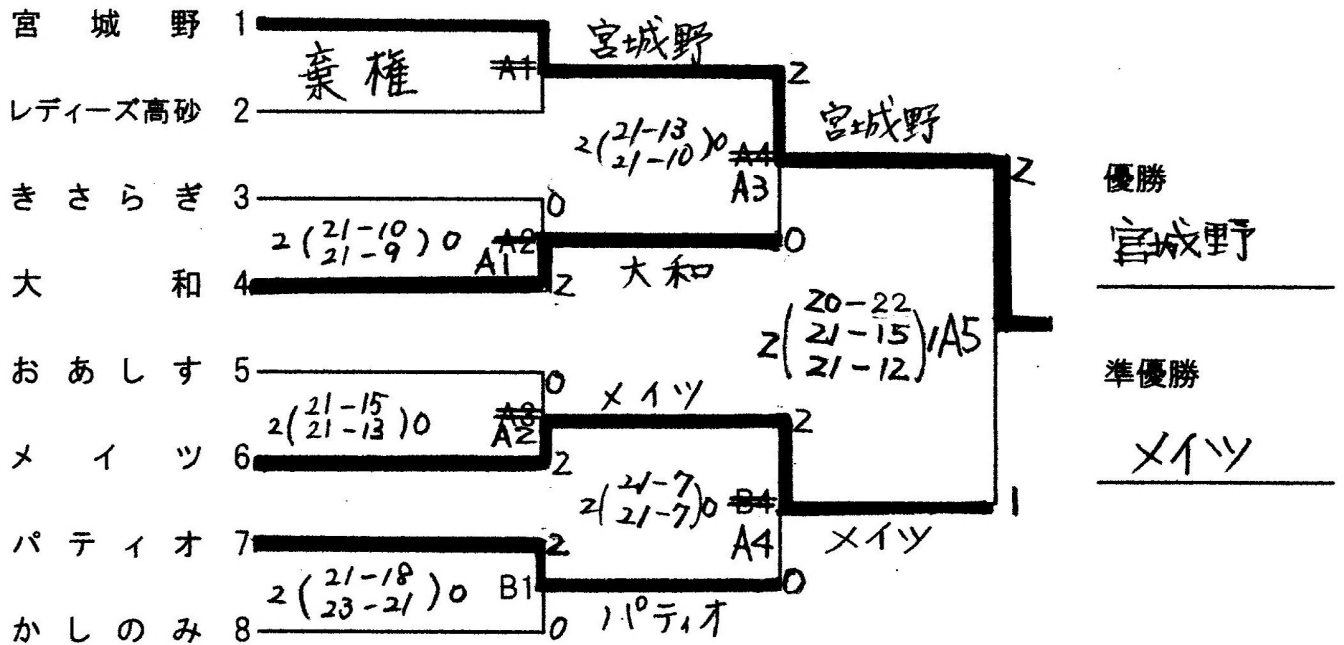 宮城野 1
宮城野
棄権 A1
2
レディーズ高砂 2
宮城野
2(21-13 21-10)0 A4
A3
2
優勝
きさらぎ 3
0
2(21-10 21-9)0 A2
A1
0
宮城野
大和 4
2
大和
2(20-22 21-15 21-12)1 A5
おあしす 5
0
メイツ
準優勝
2(21-15 21-13)0 A3
A2
2
メイツ 6
2
メイツ
2(21-7 21-7)0 B4
A4
1
メイツ
パティオ 7
2
2(21-18 23-21)0 B1
0
パティオ
かしのみ 8
0